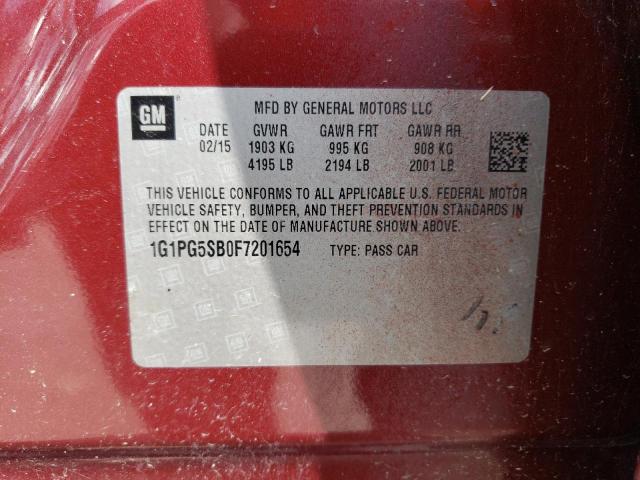 GM
MFD BY GENERAL MOTORS LLC
DATE GVWR GAWR FRT GAWR RR
02/15 1903 KG 995 KG 908 KG
4195 LB 2194 LB 2001 LB
THIS VEHICLE CONFORMS TO ALL APPLICABLE U.S. FEDERAL MOTOR
VEHICLE SAFETY, BUMPER, AND THEFT PREVENTION STANDARDS IN
EFFECT ON THE DATE OF MANUFACTURE SHOWN ABOVE.
1G1PG5SB0F7201654 TYPE: PASS CAR